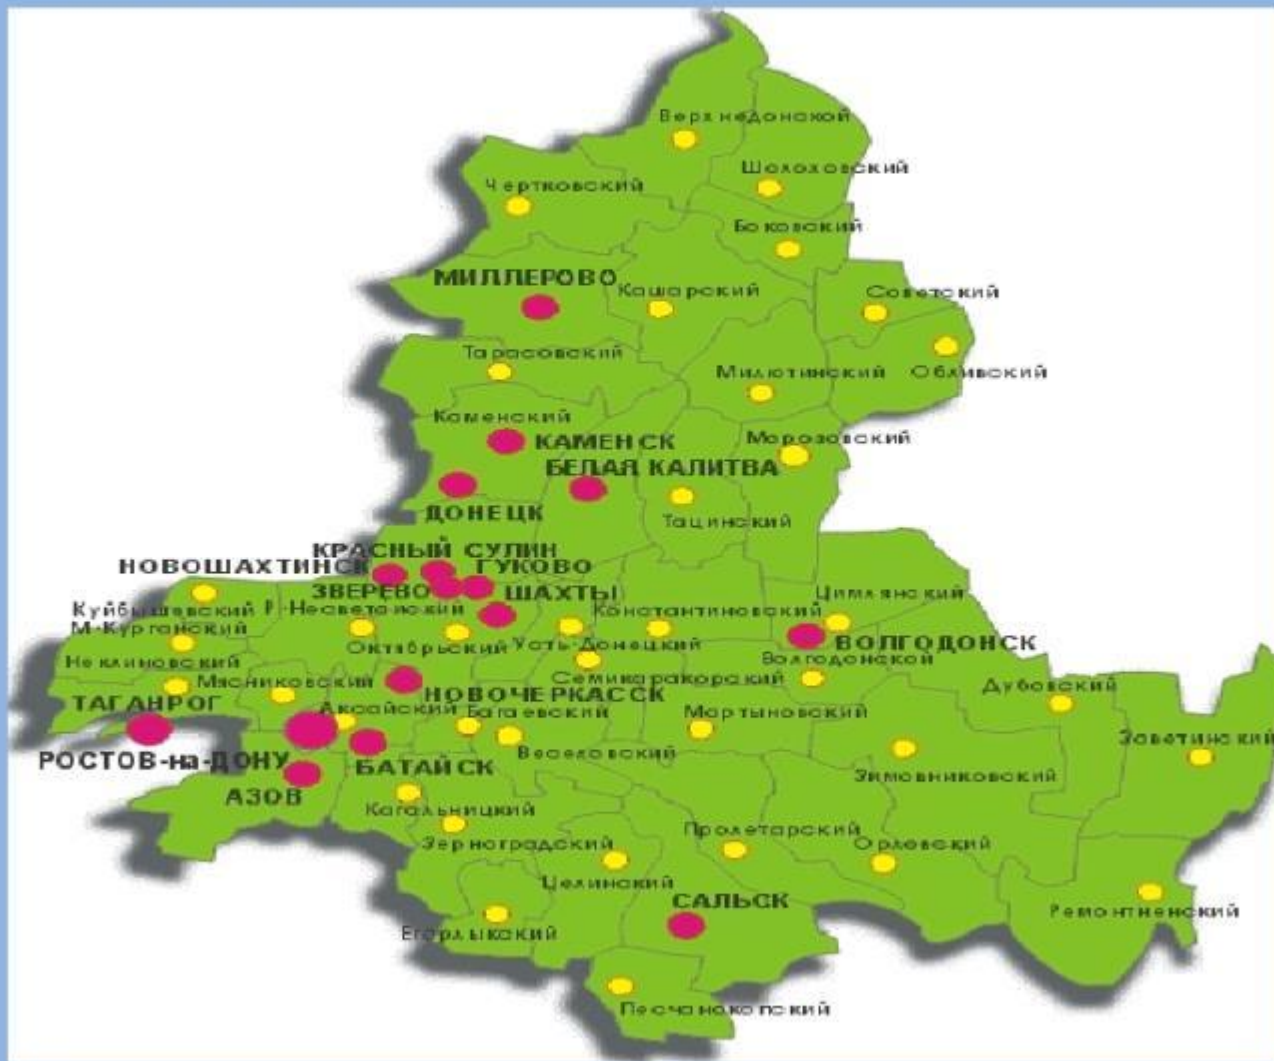 Верхнедонской
Шолоховский
Чертковский
Боковский
МИЛЛЕРОВО
Кашарский
Советский
Тарасовский
Милютинский
Обливский
Каменский
КАМЕНСК
Морозовский
БЕЛАЯ КАЛИТВА
ДОНЕЦК
Тацинский
КРАСНЫЙ СУЛИН
НОВОШАХТИНСК
ГУКОВО
ЗВЕРЕВО
ШАХТЫ
Цимлянский
Куйбышевский
Р-Несветайский
Константиновский
М-Курганский
Октябрьский
Усть-Донецкий
ВОЛГОДОНСК
Неклиновский
Волгодонской
Мясниковский
Семикаракорский
Дубовский
ТАГАНРОГ
НОВОЧЕРКАССК
Аксайский
Багаевский
Мартыновский
Заветинский
Веселовский
РОСТОВ-на-ДОНУ
БАТАЙСК
Зимовниковский
АЗОВ
Кагальницкий
Зерноградский
Пролетарский
Орловский
Целинский
САЛЬСК
Ремонтненский
Егорлыкский
Песчанокопский